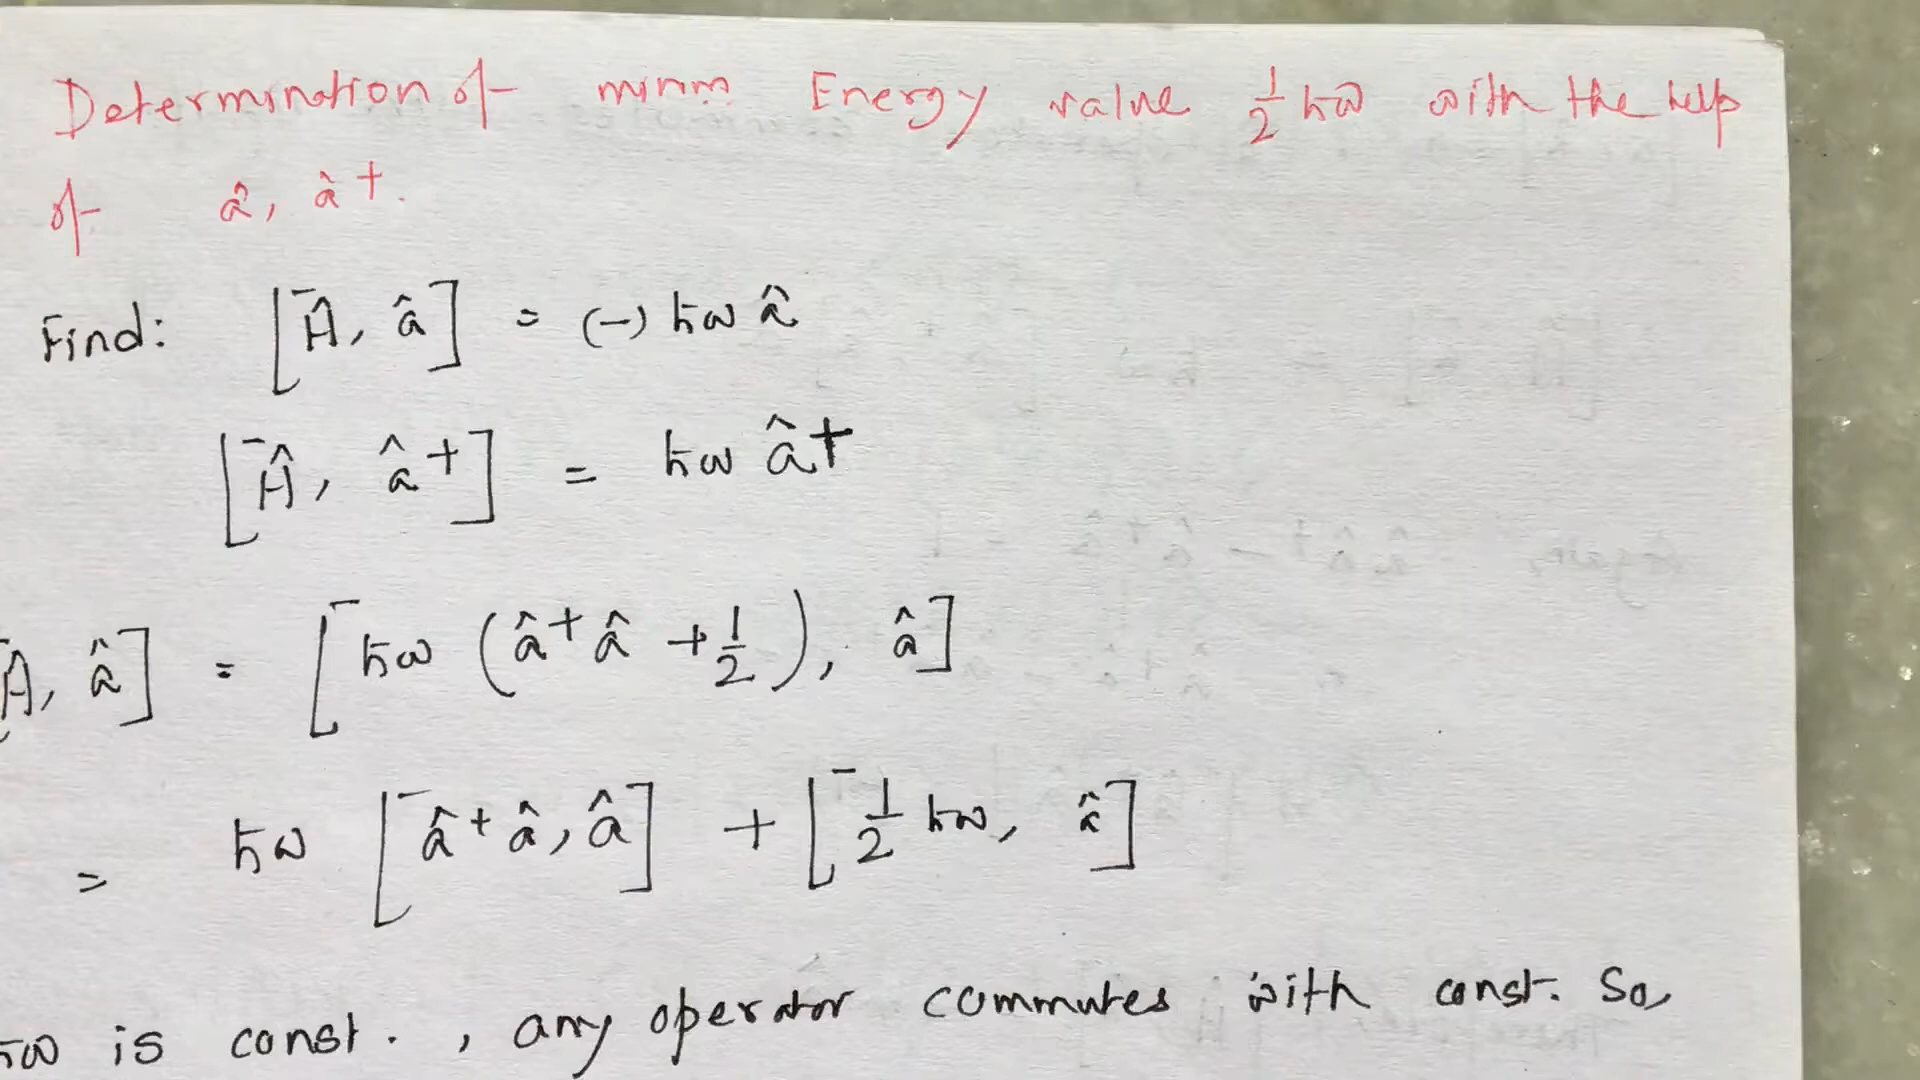 Determination of minm Energy value 1/2 ħω with the help
of â, â†.
Find: [Ĥ, â] = (-) ħω â
[Ĥ, â†] = ħω â†
Ĥ, â] = [ħω (â†â + 1/2), â]
= ħω [â†â, â] + [1/2 ħω, â]
ħω is const. , any operator commutes with const. So,